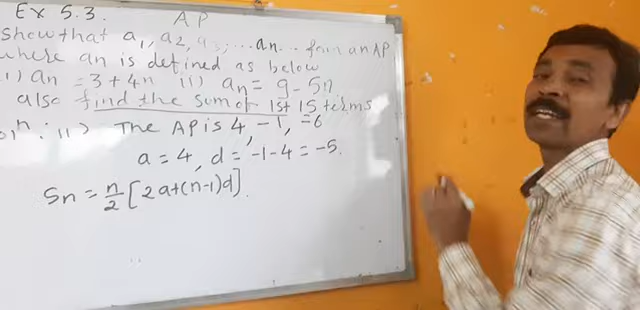 Ex 5.3. AP
show that a1, a2, a3, ... an .. form an AP
where an is defined as below
i) an = 3 + 4n ii) an = 9 - 5n
also find the sum of 1st 15 terms
ii) The AP is 4, -1, -6
a = 4, d = -1-4 = -5.
Sn = n/2 [2a+(n-1)d].